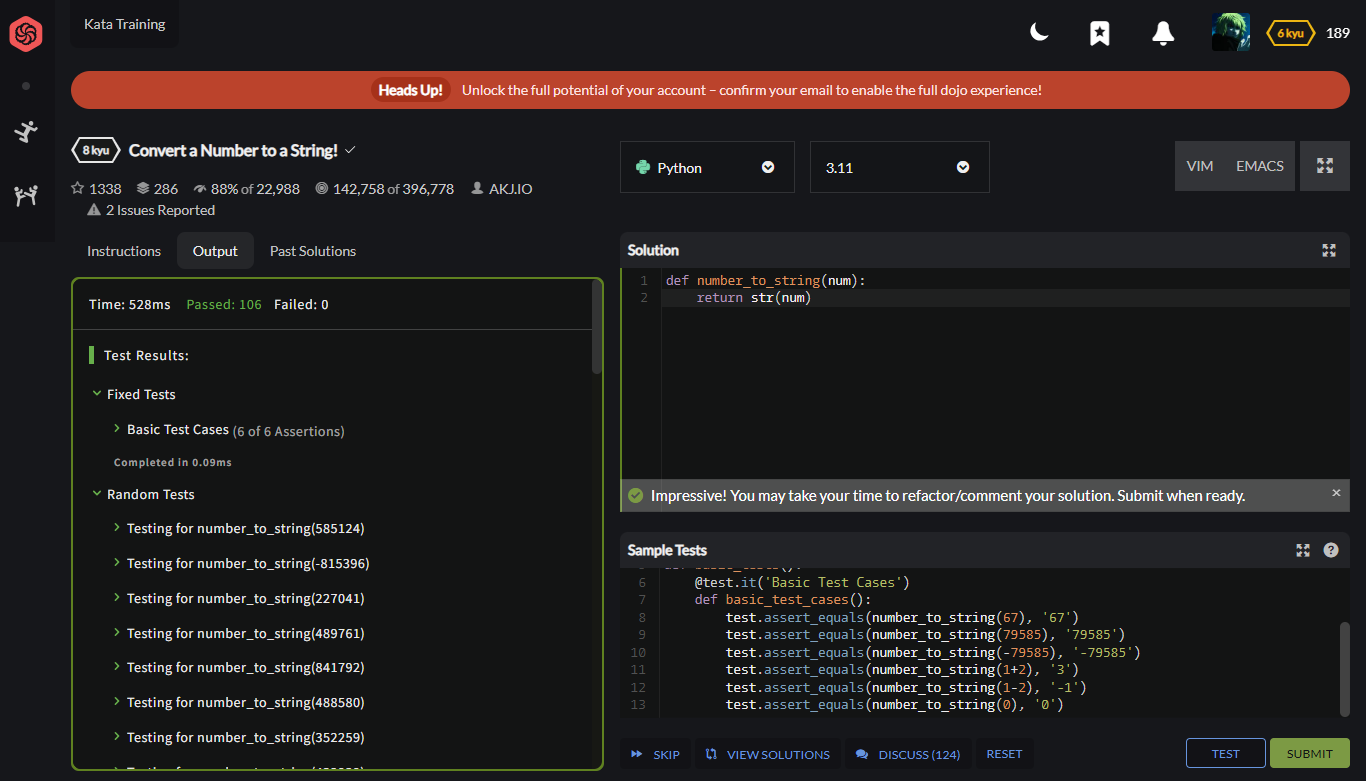 Kata Training
6 kyu 189
Heads Up! Unlock the full potential of your account – confirm your email to enable the full dojo experience!
8 kyu Convert a Number to a String!
1338 286 88% of 22,988 142,758 of 396,778 AKJ.IO
2 Issues Reported
Instructions Output Past Solutions
Time: 528ms Passed: 106 Failed: 0
Test Results:
Fixed Tests
Basic Test Cases (6 of 6 Assertions)
Completed in 0.09ms
Random Tests
Testing for number_to_string(585124)
Testing for number_to_string(-815396)
Testing for number_to_string(227041)
Testing for number_to_string(489761)
Testing for number_to_string(841792)
Testing for number_to_string(488580)
Testing for number_to_string(352259)
Python 3.11 VIM EMACS
Solution
1 def number_to_string(num):
2     return str(num)
Impressive! You may take your time to refactor/comment your solution. Submit when ready. ×
Sample Tests ?
6     @test.it('Basic Test Cases')
7     def basic_test_cases():
8         test.assert_equals(number_to_string(67), '67')
9         test.assert_equals(number_to_string(79585), '79585')
10         test.assert_equals(number_to_string(-79585), '-79585')
11         test.assert_equals(number_to_string(1+2), '3')
12         test.assert_equals(number_to_string(1-2), '-1')
13         test.assert_equals(number_to_string(0), '0')
SKIP VIEW SOLUTIONS DISCUSS (124) RESET TEST SUBMIT